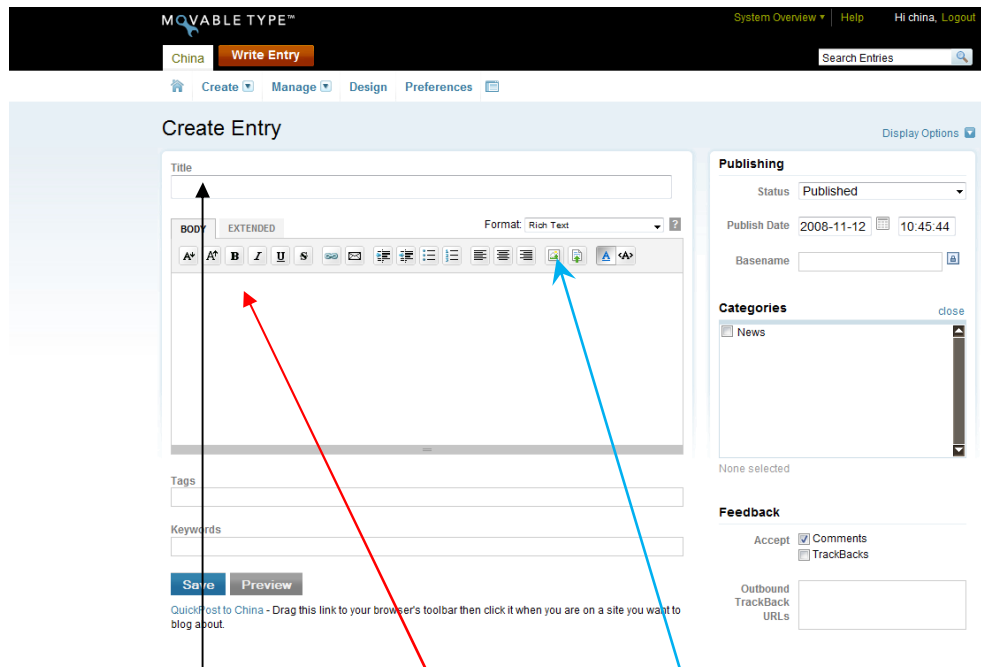 MOVABLE TYPE™
System Overview Help Hi china, Logout
China Write Entry
Search Entries
Create Manage Design Preferences
Create Entry
Display Options
Title
BODY EXTENDED
Format: Rich Text ?
B I U S A <A>
Tags
Keywords
Save Preview
QuickPost to China - Drag this link to your browser's toolbar then click it when you are on a site you want to
blog about.
Publishing
Status Published
Publish Date 2008-11-12 10:45:44
Basename
Categories close
News
None selected
Feedback
Accept Comments
TrackBacks
Outbound
TrackBack
URLs